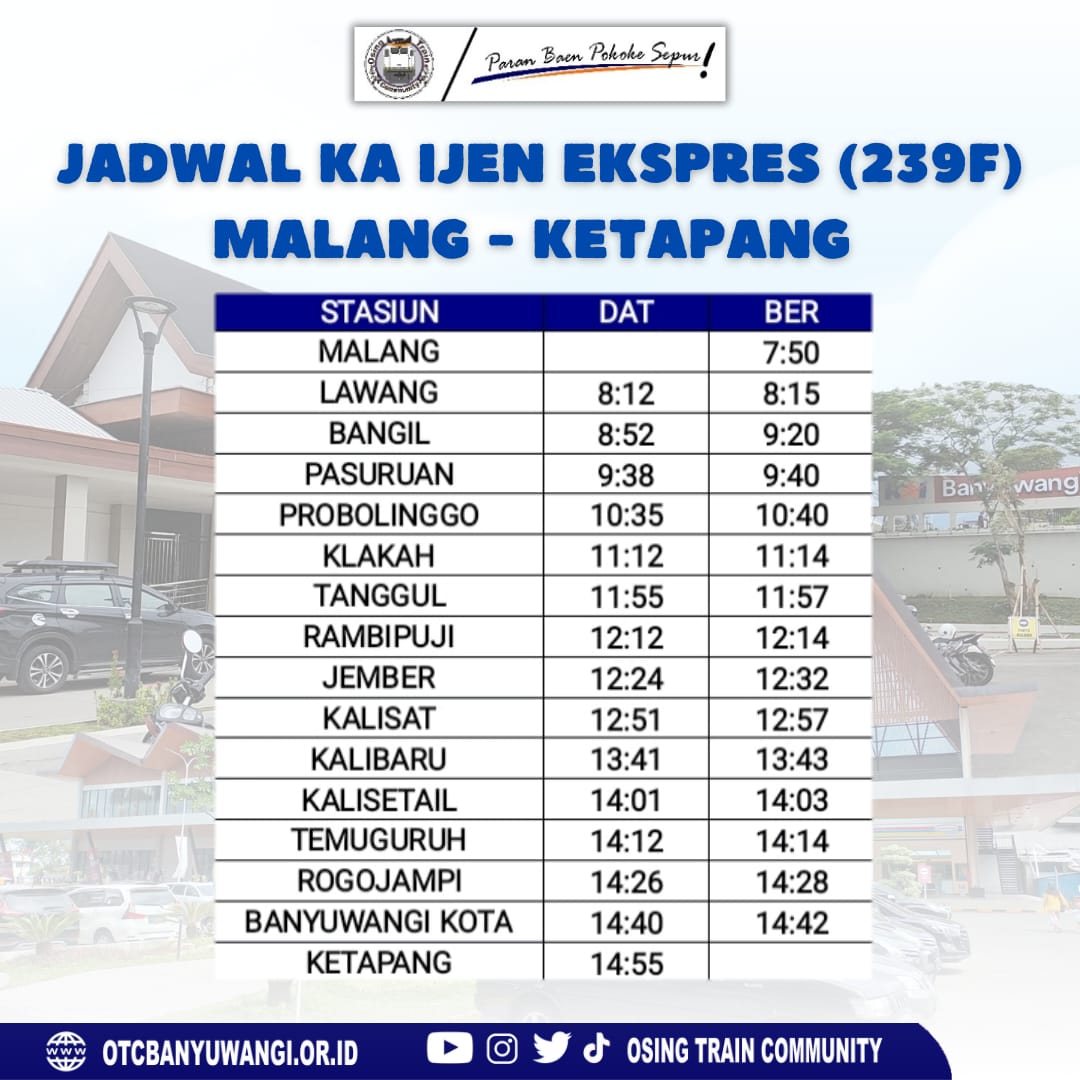 Osing Train
Community
Paran Baen Pokoke Sepur!
JADWAL KA IJEN EKSPRES (239F)
MALANG - KETAPANG
STASIUN DAT BER
MALANG 7:50
LAWANG 8:12 8:15
BANGIL 8:52 9:20
PASURUAN 9:38 9:40
PROBOLINGGO 10:35 10:40
KLAKAH 11:12 11:14
TANGGUL 11:55 11:57
RAMBIPUJI 12:12 12:14
JEMBER 12:24 12:32
KALISAT 12:51 12:57
KALIBARU 13:41 13:43
KALISETAIL 14:01 14:03
TEMUGURUH 14:12 14:14
ROGOJAMPI 14:26 14:28
BANYUWANGI KOTA 14:40 14:42
KETAPANG 14:55
WWW OTCBANYUWANGI.OR.ID
OSING TRAIN COMMUNITY